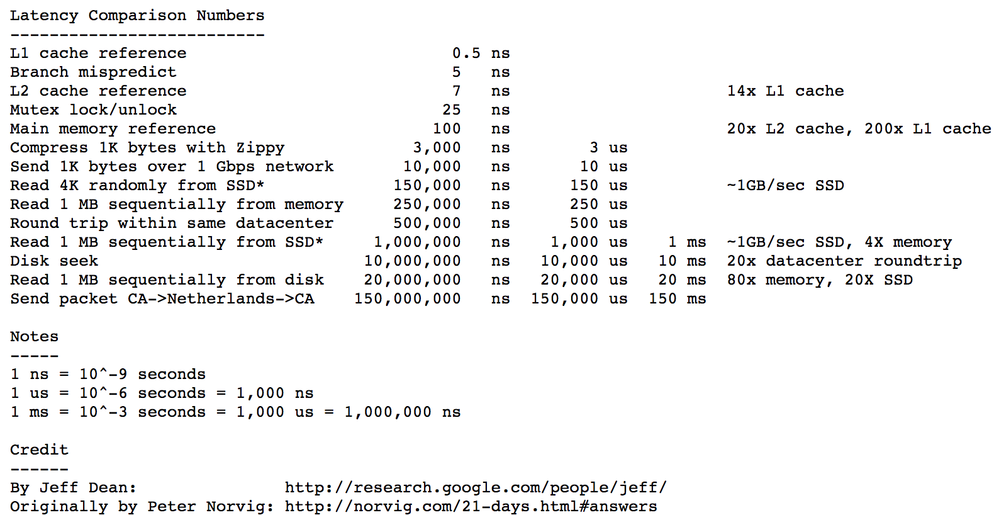 Latency Comparison Numbers
--------------------------
L1 cache reference                           0.5 ns
Branch mispredict                            5   ns
L2 cache reference                           7   ns                      14x L1 cache
Mutex lock/unlock                           25   ns
Main memory reference                      100   ns                      20x L2 cache, 200x L1 cache
Compress 1K bytes with Zippy             3,000   ns        3 us
Send 1K bytes over 1 Gbps network       10,000   ns       10 us
Read 4K randomly from SSD*             150,000   ns      150 us          ~1GB/sec SSD
Read 1 MB sequentially from memory     250,000   ns      250 us
Round trip within same datacenter      500,000   ns      500 us
Read 1 MB sequentially from SSD*     1,000,000   ns    1,000 us    1 ms  ~1GB/sec SSD, 4X memory
Disk seek                           10,000,000   ns   10,000 us   10 ms  20x datacenter roundtrip
Read 1 MB sequentially from disk    20,000,000   ns   20,000 us   20 ms  80x memory, 20X SSD
Send packet CA->Netherlands->CA    150,000,000   ns  150,000 us  150 ms

Notes
-----
1 ns = 10^-9 seconds
1 us = 10^-6 seconds = 1,000 ns
1 ms = 10^-3 seconds = 1,000 us = 1,000,000 ns

Credit
------
By Jeff Dean:               http://research.google.com/people/jeff/
Originally by Peter Norvig: http://norvig.com/21-days.html#answers